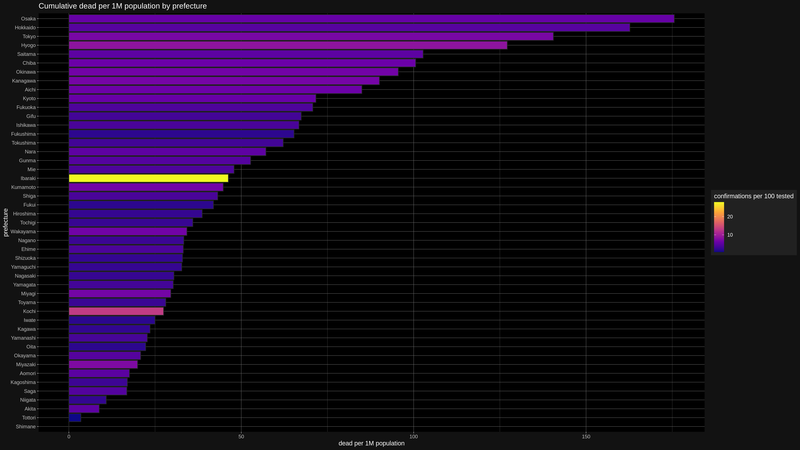 Cumulative dead per 1M population by prefecture
Osaka
Hokkaido
Tokyo
Hyogo
Saitama
Chiba
Okinawa
Kanagawa
Aichi
Kyoto
Fukuoka
Gifu
Ishikawa
Fukushima
Tokushima
Nara
Gunma
Mie
Ibaraki
Kumamoto
Shiga
Fukui
Hiroshima
Tochigi
Wakayama
Nagano
Ehime
Shizuoka
Yamaguchi
Nagasaki
Yamagata
Miyagi
Toyama
Kochi
Iwate
Kagawa
Yamanashi
Oita
Okayama
Miyazaki
Aomori
Kagoshima
Saga
Niigata
Akita
Tottori
Shimane
prefecture
0 50 100 150
dead per 1M population
confirmations per 100 tested
20
10